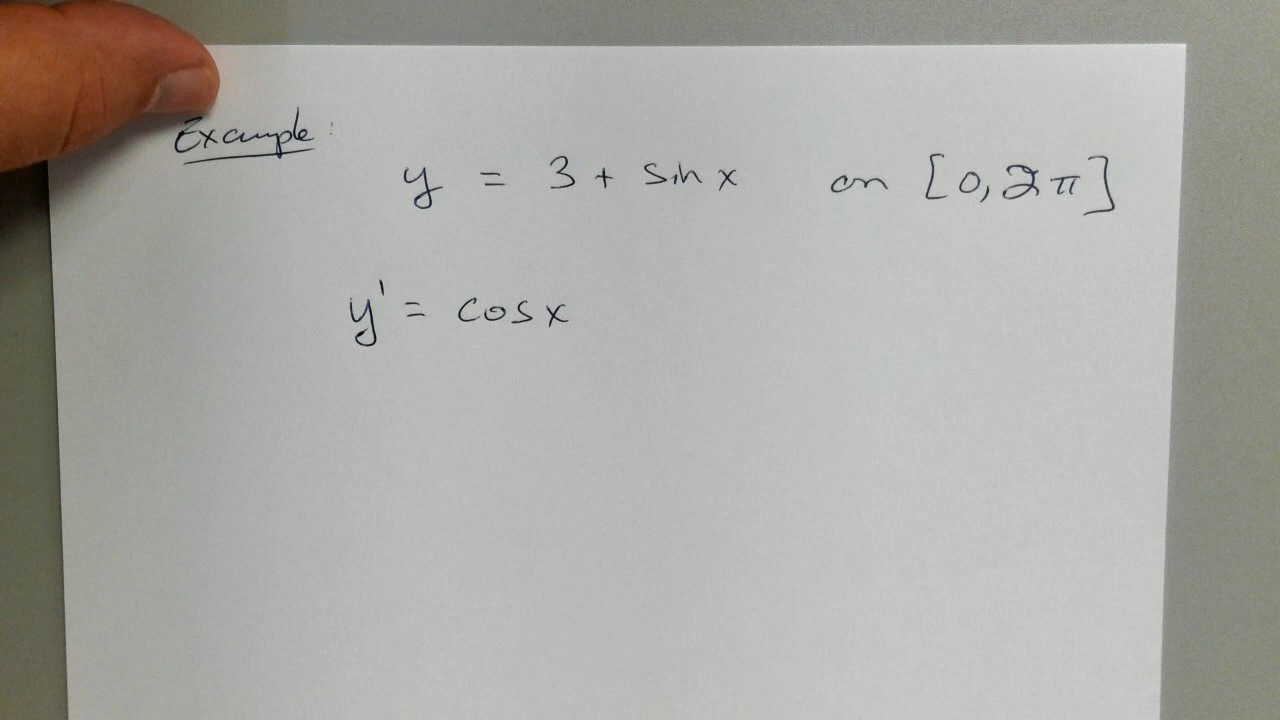 Example:
y = 3 + sin x on [0, 2π]
y' = cos x